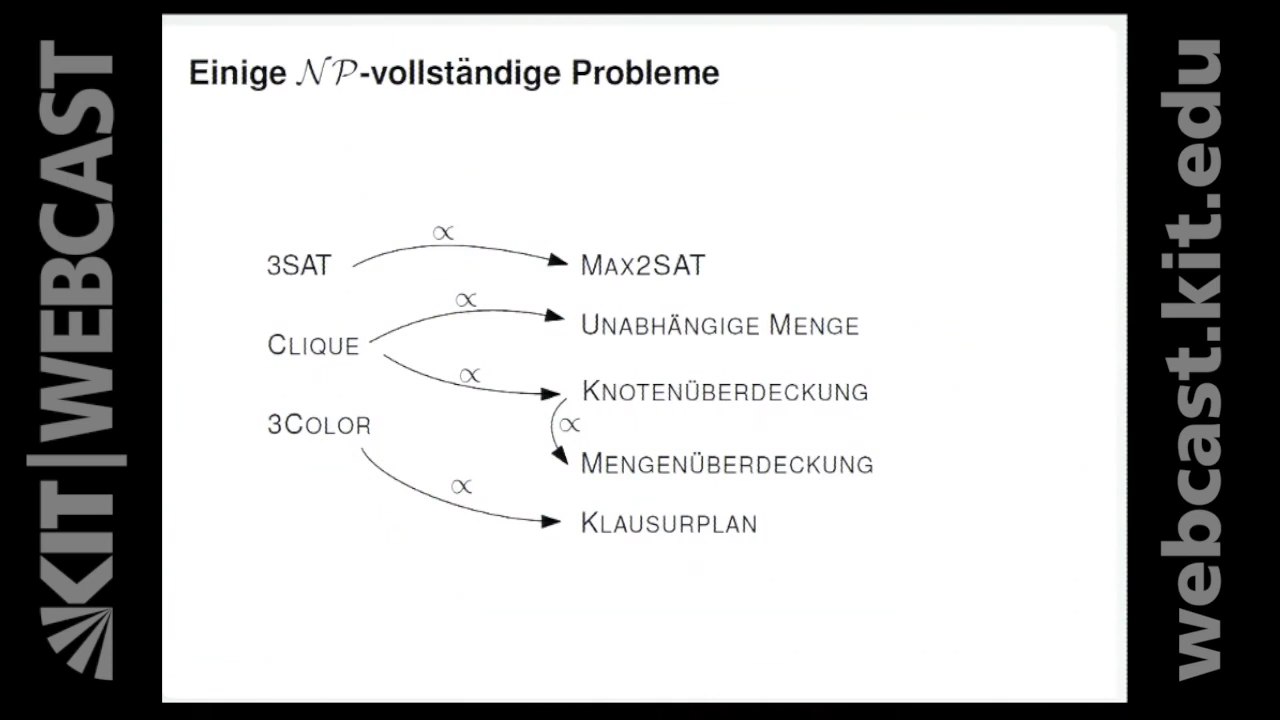 KIT|WEBCAST
Einige NP-vollständige Probleme
∝
3SAT
MAX2SAT
∝
UNABHÄNGIGE MENGE
CLIQUE
∝
KNOTENÜBERDECKUNG
3COLOR
∝
MENGENÜBERDECKUNG
∝
KLAUSURPLAN
webcast.kit.edu